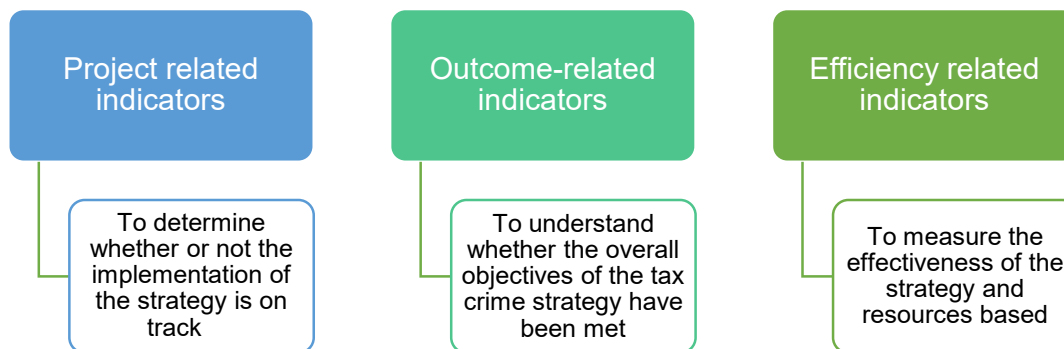 Project related
indicators
To determine
whether or not the
implementation of
the strategy is on
track
Outcome-related
indicators
To understand
whether the overall
objectives of the tax
crime strategy have
been met
Efficiency related
indicators
To measure the
effectiveness of the
strategy and
resources based